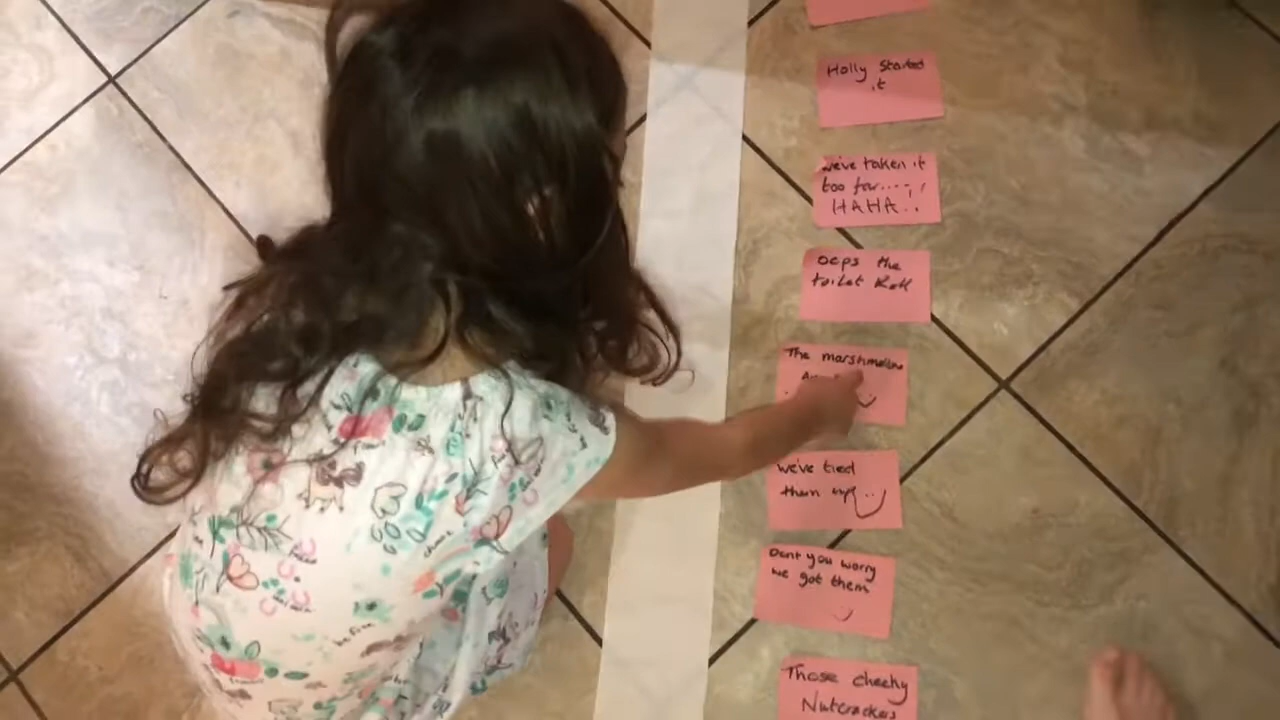 Holly started
it
we've taken it
too far.....!
HAHA..
oops the
toilet Roll
The marshmallow
we've tied
them up..
Dont you worry
we got them
Those cheeky
Nutcrackers